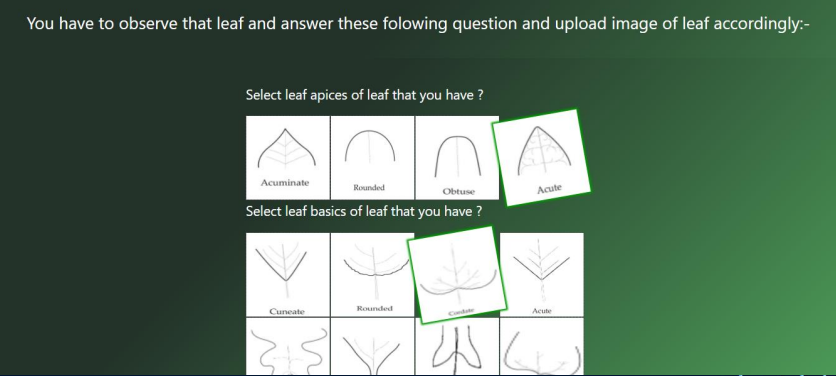 You have to observe that leaf and answer these folowing question and upload image of leaf accordingly:-
Select leaf apices of leaf that you have ?
Acuminate Rounded Obtuse Acute
Select leaf basics of leaf that you have ?
Cuneate Rounded Cordate Acute